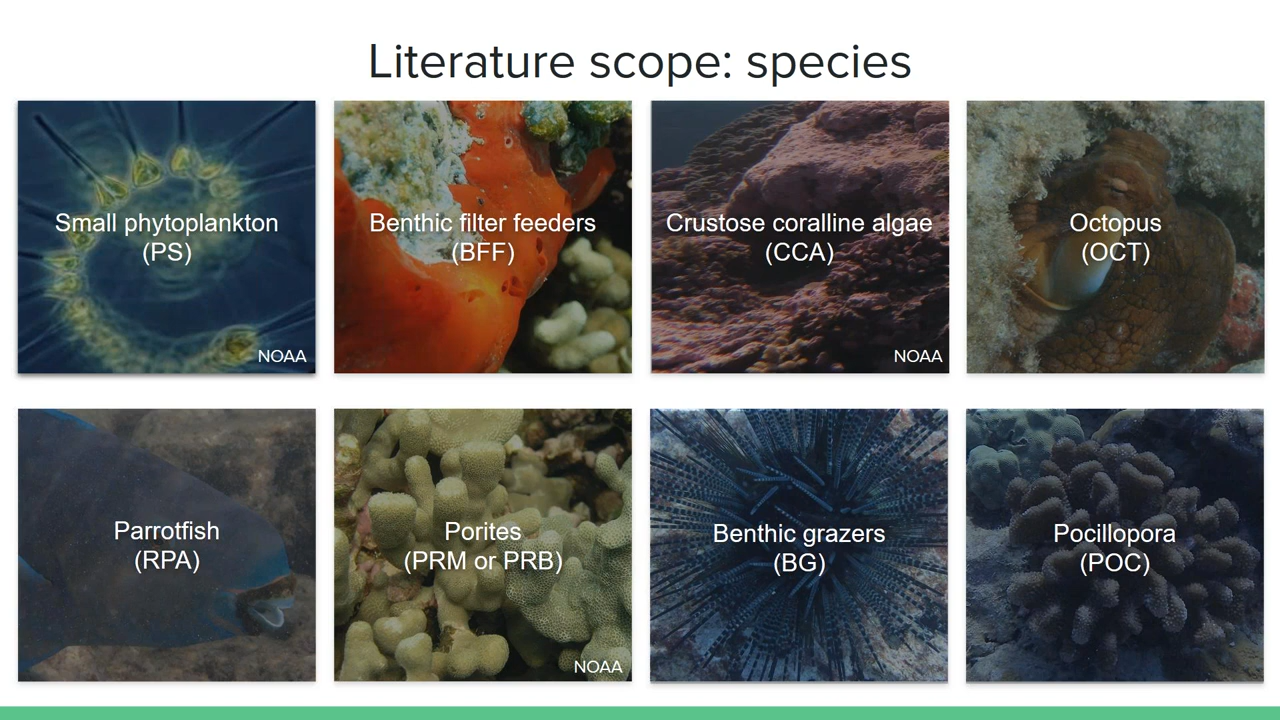 Literature scope: species
Small phytoplankton
(PS)
NOAA
Benthic filter feeders
(BFF)
Crustose coralline algae
(CCA)
NOAA
Octopus
(OCT)
Parrotfish
(RPA)
Porites
(PRM or PRB)
NOAA
Benthic grazers
(BG)
Pocillopora
(POC)